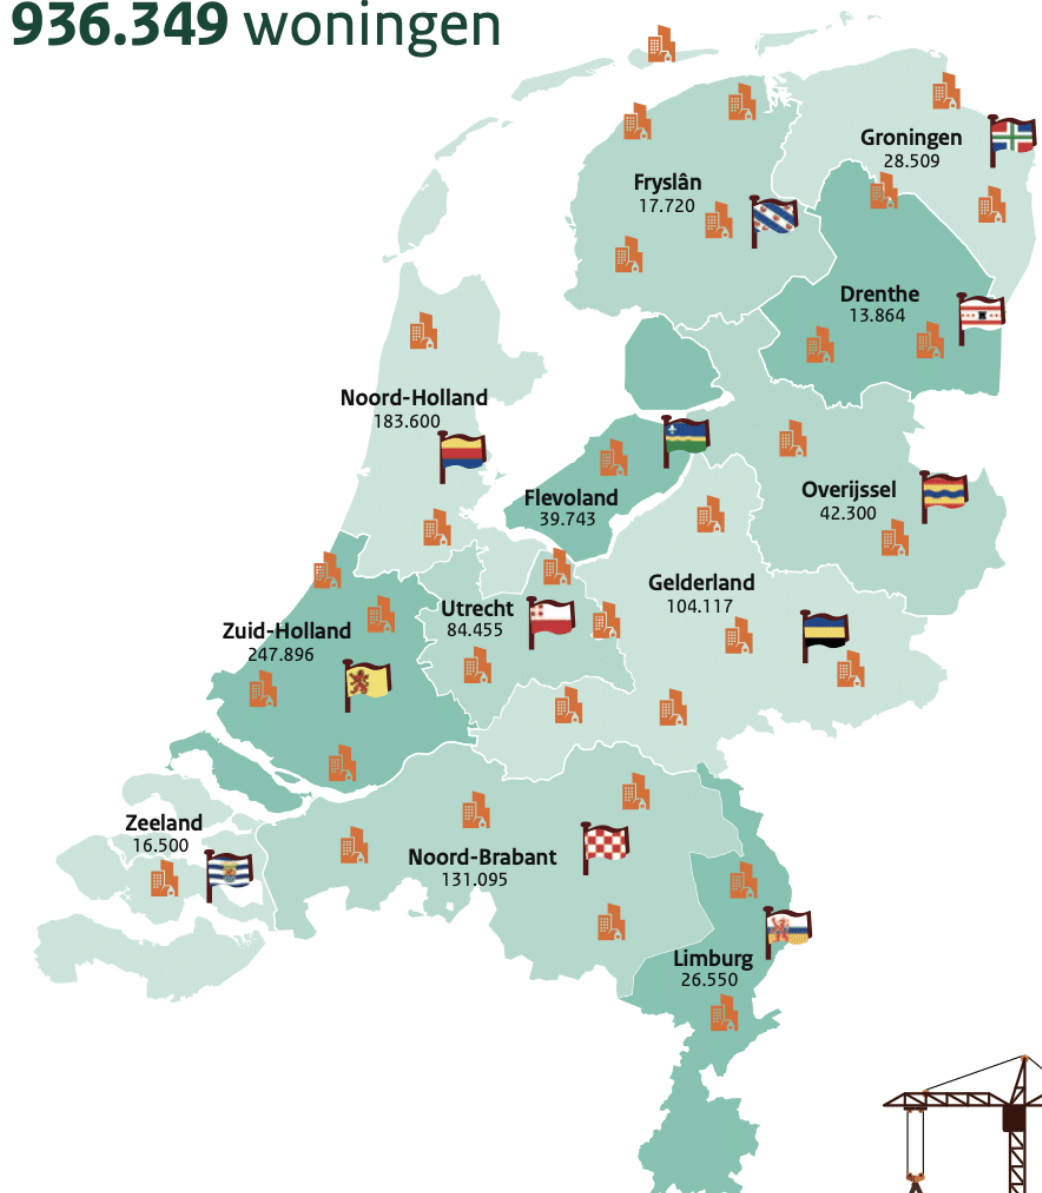 936.349 woningen
Groningen
28.509
Fryslân
17.720
Drenthe
13.864
Noord-Holland
183.600
Flevoland
39.743
Overijssel
42.300
Gelderland
104.117
Utrecht
84.455
Zuid-Holland
247.896
Zeeland
16.500
Noord-Brabant
131.095
Limburg
26.550